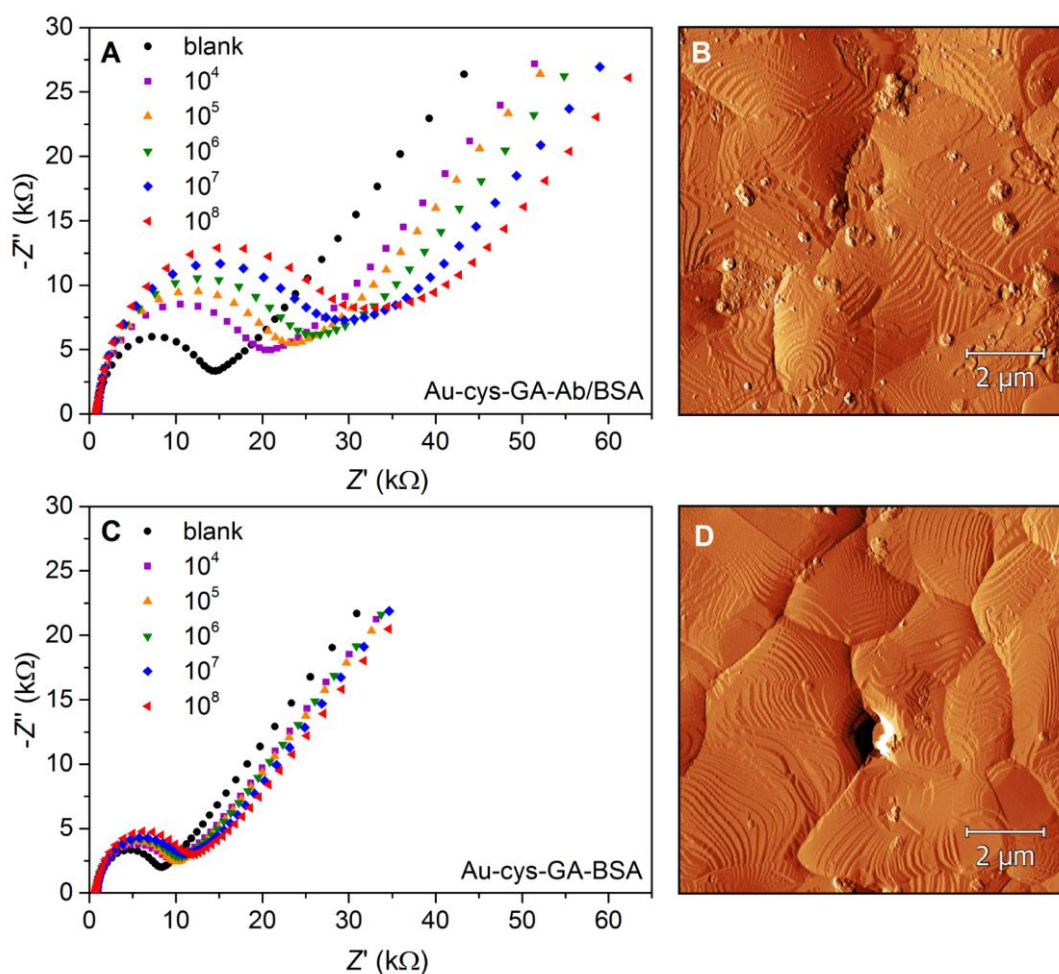 A
blank
10⁴
10⁵
10⁶
10⁷
10⁸
30
25
20
15
10
5
0
-Z'' (kΩ)
0 10 20 30 40 50 60
Z' (kΩ)
Au-cys-GA-Ab/BSA
B
2 μm
C
blank
10⁴
10⁵
10⁶
10⁷
10⁸
30
25
20
15
10
5
0
-Z'' (kΩ)
0 10 20 30 40 50 60
Z' (kΩ)
Au-cys-GA-BSA
D
2 μm